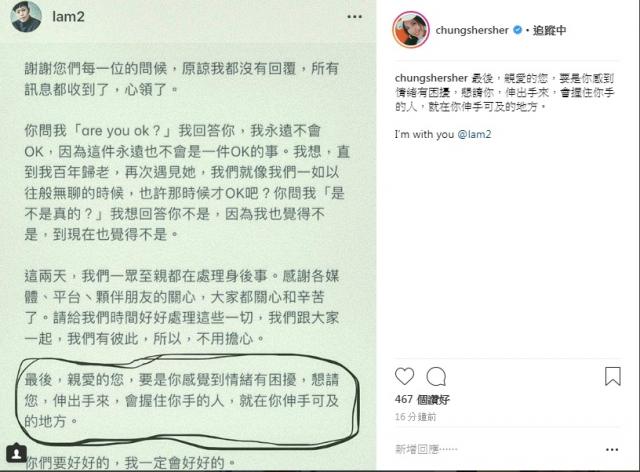 lam2
謝謝您們每一位的問候，原諒我都沒有回覆，所有
訊息都收到了，心領了。
你問我「are you ok？」我回答你，我永遠不會
OK，因為這件永遠也不會是一件OK的事。我想，直
到我百年歸老，再次遇見她，我們就像我們一如以
往般無聊的時候，也許那時候才OK吧？你問我「是
不是真的？」我想回答你不是，因為我也覺得不
是，到現在也覺得不是。
這兩天，我們一眾至親都在處理身後事。感謝各媒
體、平台丶夥伴朋友的關心，大家都關心和辛苦
了。請給我們時間好好處理這些一切，我們跟大家
一起，我們有彼此，所以，不用擔心。
最後，親愛的您，要是你感覺到情緒有困擾，懇請
您，伸出手來，會握住你手的人，就在你伸手可及
的地方。
你們要好好的，我一定會好好的。
chungshersher • 追蹤中
chungshersher 最後，親愛的您，要是你感到
情緒有困擾，懇請你，伸出手來，會握住你手
的人，就在你伸手可及的地方。
I'm with you @lam2
467 個讚好
16 分鐘前
新增回應……